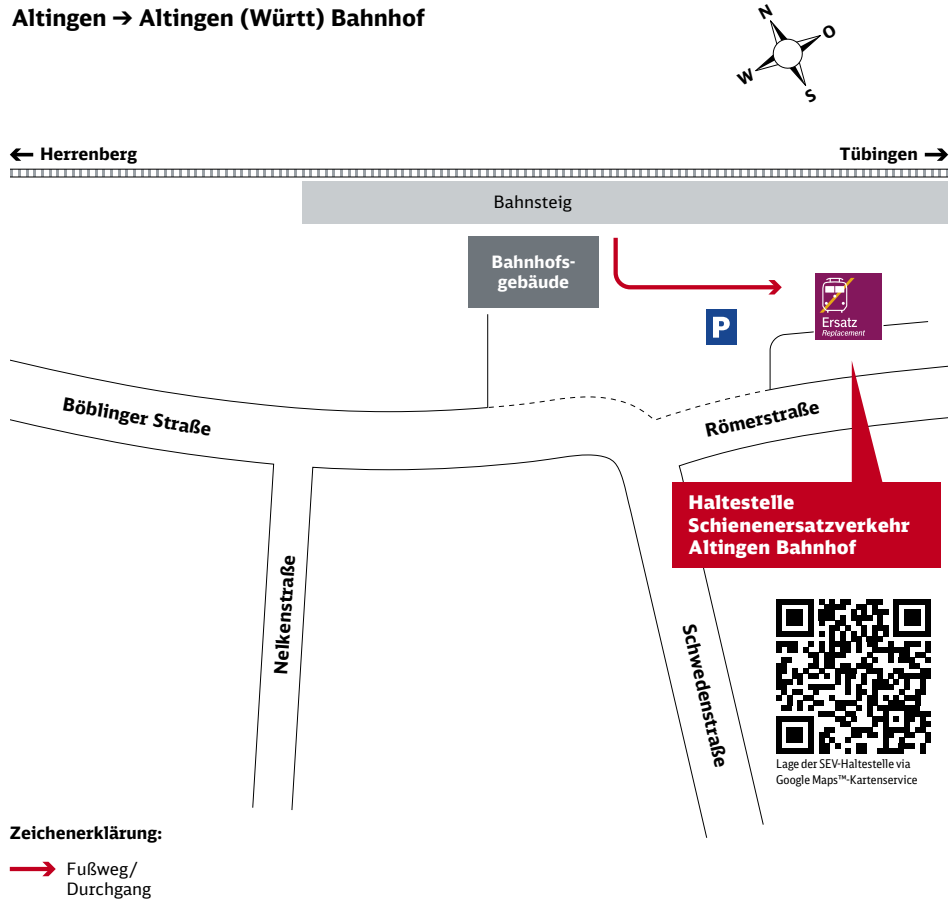 Altingen → Altingen (Württ) Bahnhof
N
O
W
S
← Herrenberg
Tübingen →
Bahnsteig
Bahnhofs-
gebäude
Ersatz
Replacement
P
Böblinger Straße
Römerstraße
Haltestelle
Schienenersatzverkehr
Altingen Bahnhof
Nelkenstraße
Schwedenstraße
Lage der SEV-Haltestelle via
Google Maps™-Kartenservice
Zeichenerklärung:
Fußweg/
Durchgang